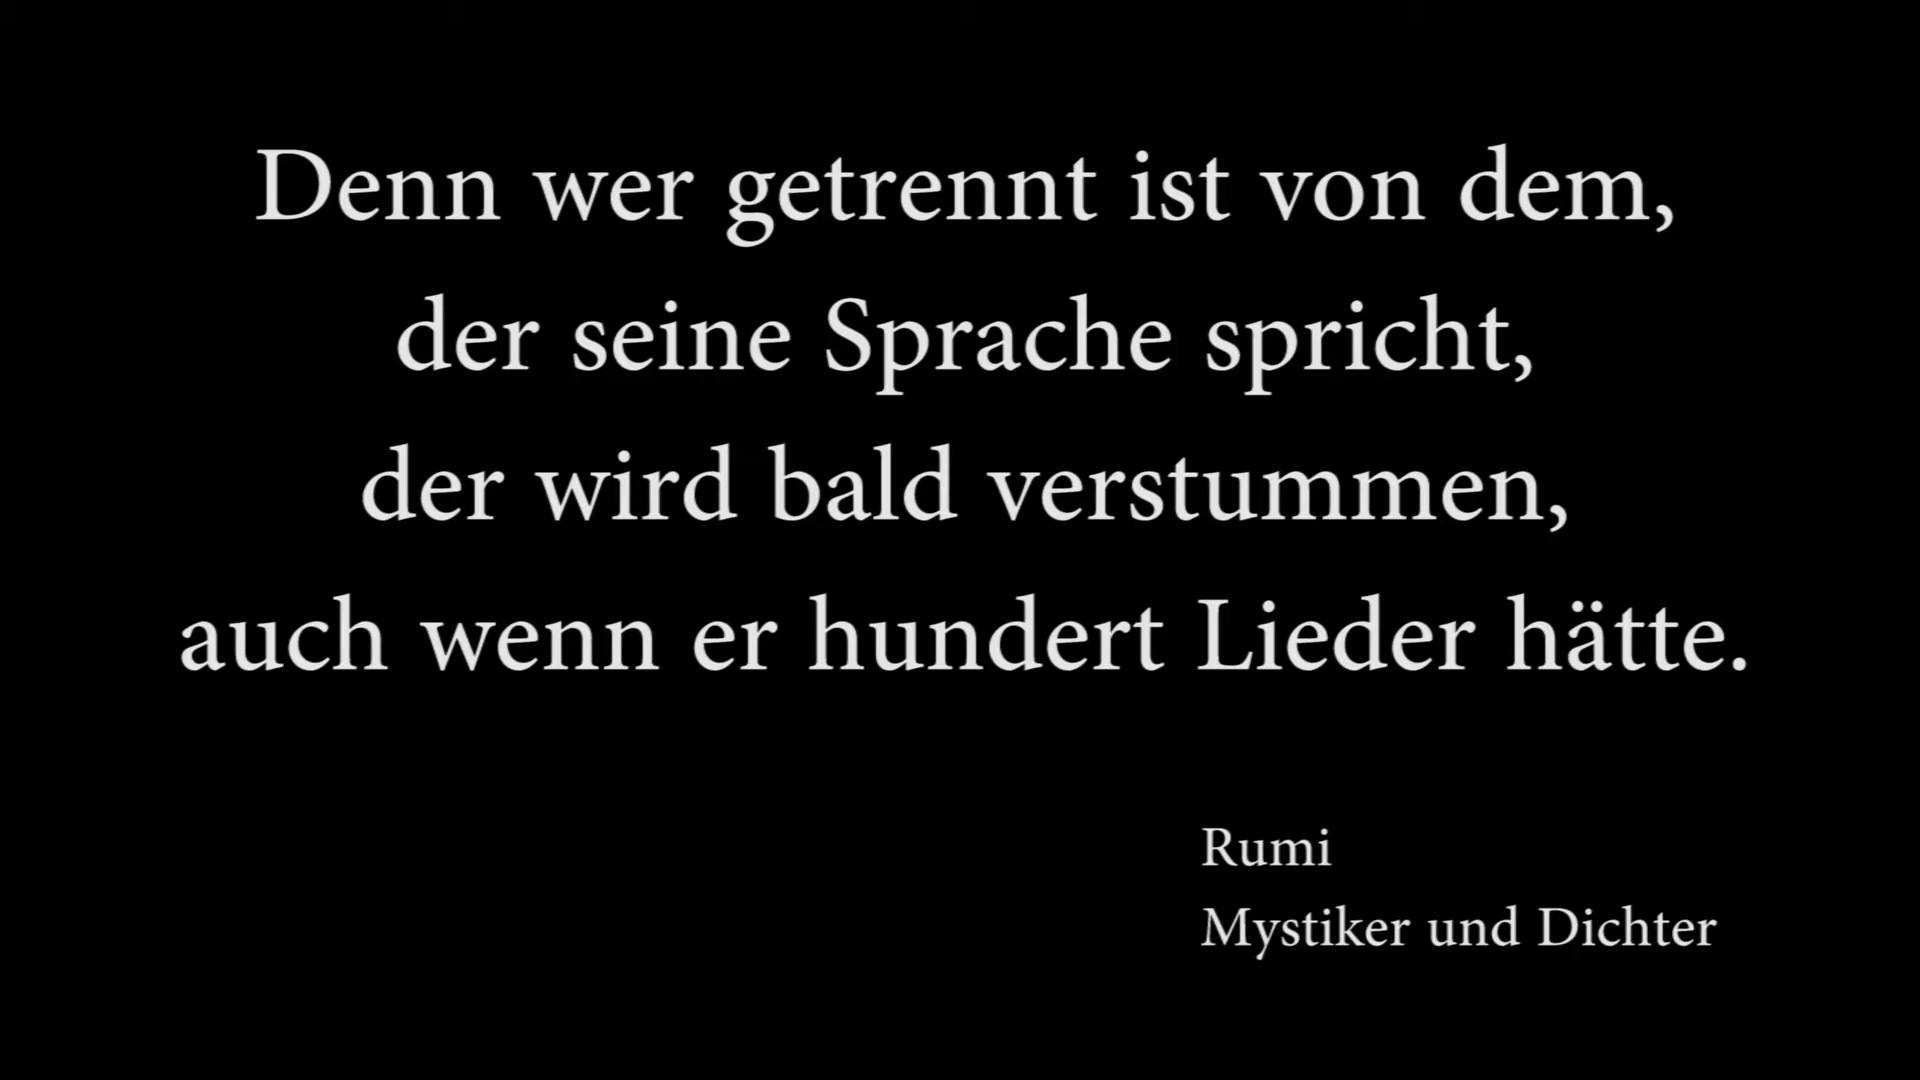 Denn wer getrennt ist von dem,
der seine Sprache spricht,
der wird bald verstummen,
auch wenn er hundert Lieder hätte.
Rumi
Mystiker und Dichter